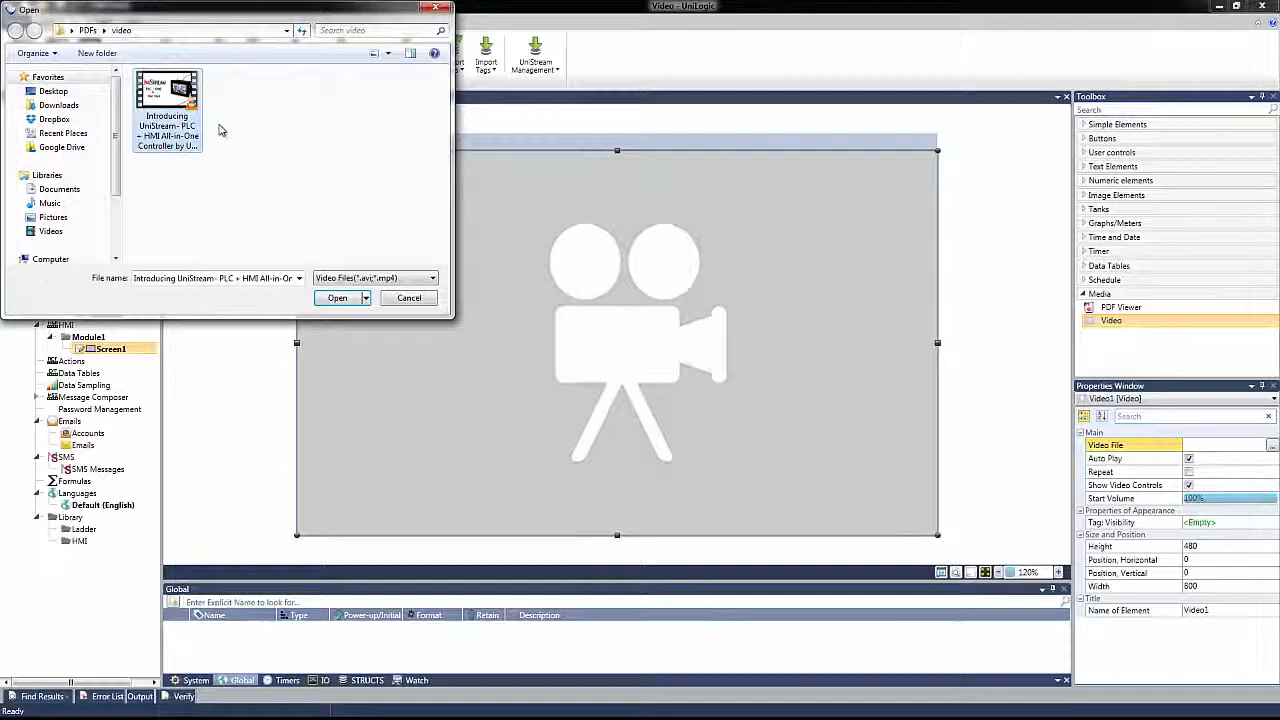 Open
Video - UniLogic
PDFs
video
Search video
Organize
New folder
Favorites
Desktop
Downloads
Dropbox
Recent Places
Google Drive
Libraries
Documents
Music
Pictures
Videos
Computer
Introducing
UniStream- PLC
+ HMI All-in-One
Controller by U...
File name:
Introducing UniStream- PLC + HMI All-in-Or
Video Files(*.avi;*.mp4)
Open
Cancel
Import
Tags
UniStream
Management
HMI
Module1
Screen1
Actions
Data Tables
Data Sampling
Message Composer
Password Management
Emails
Accounts
Emails
SMS
SMS Messages
Formulas
Languages
Default (English)
Library
Ladder
HMI
Toolbox
Search
Simple Elements
Buttons
User controls
Text Elements
Numeric elements
Image Elements
Tanks
Graphs/Meters
Time and Date
Timer
Data Tables
Schedule
Media
PDF Viewer
Video
Properties Window
Video1 [Video]
Search
Main
Video File
Auto Play
Repeat
Show Video Controls
Start Volume 100%
Properties of Appearance
Tag: Visibility <Empty>
Size and Position
Height 480
Position, Horizontal 0
Position, Vertical 0
Width 800
Title
Name of Element Video1
120%
Global
Enter Explicit Name to look for...
Name Type Power-up/Initial Format Retain Description
System Global Timers IO STRUCTS Watch
Find Results Error List Output Verify
Ready